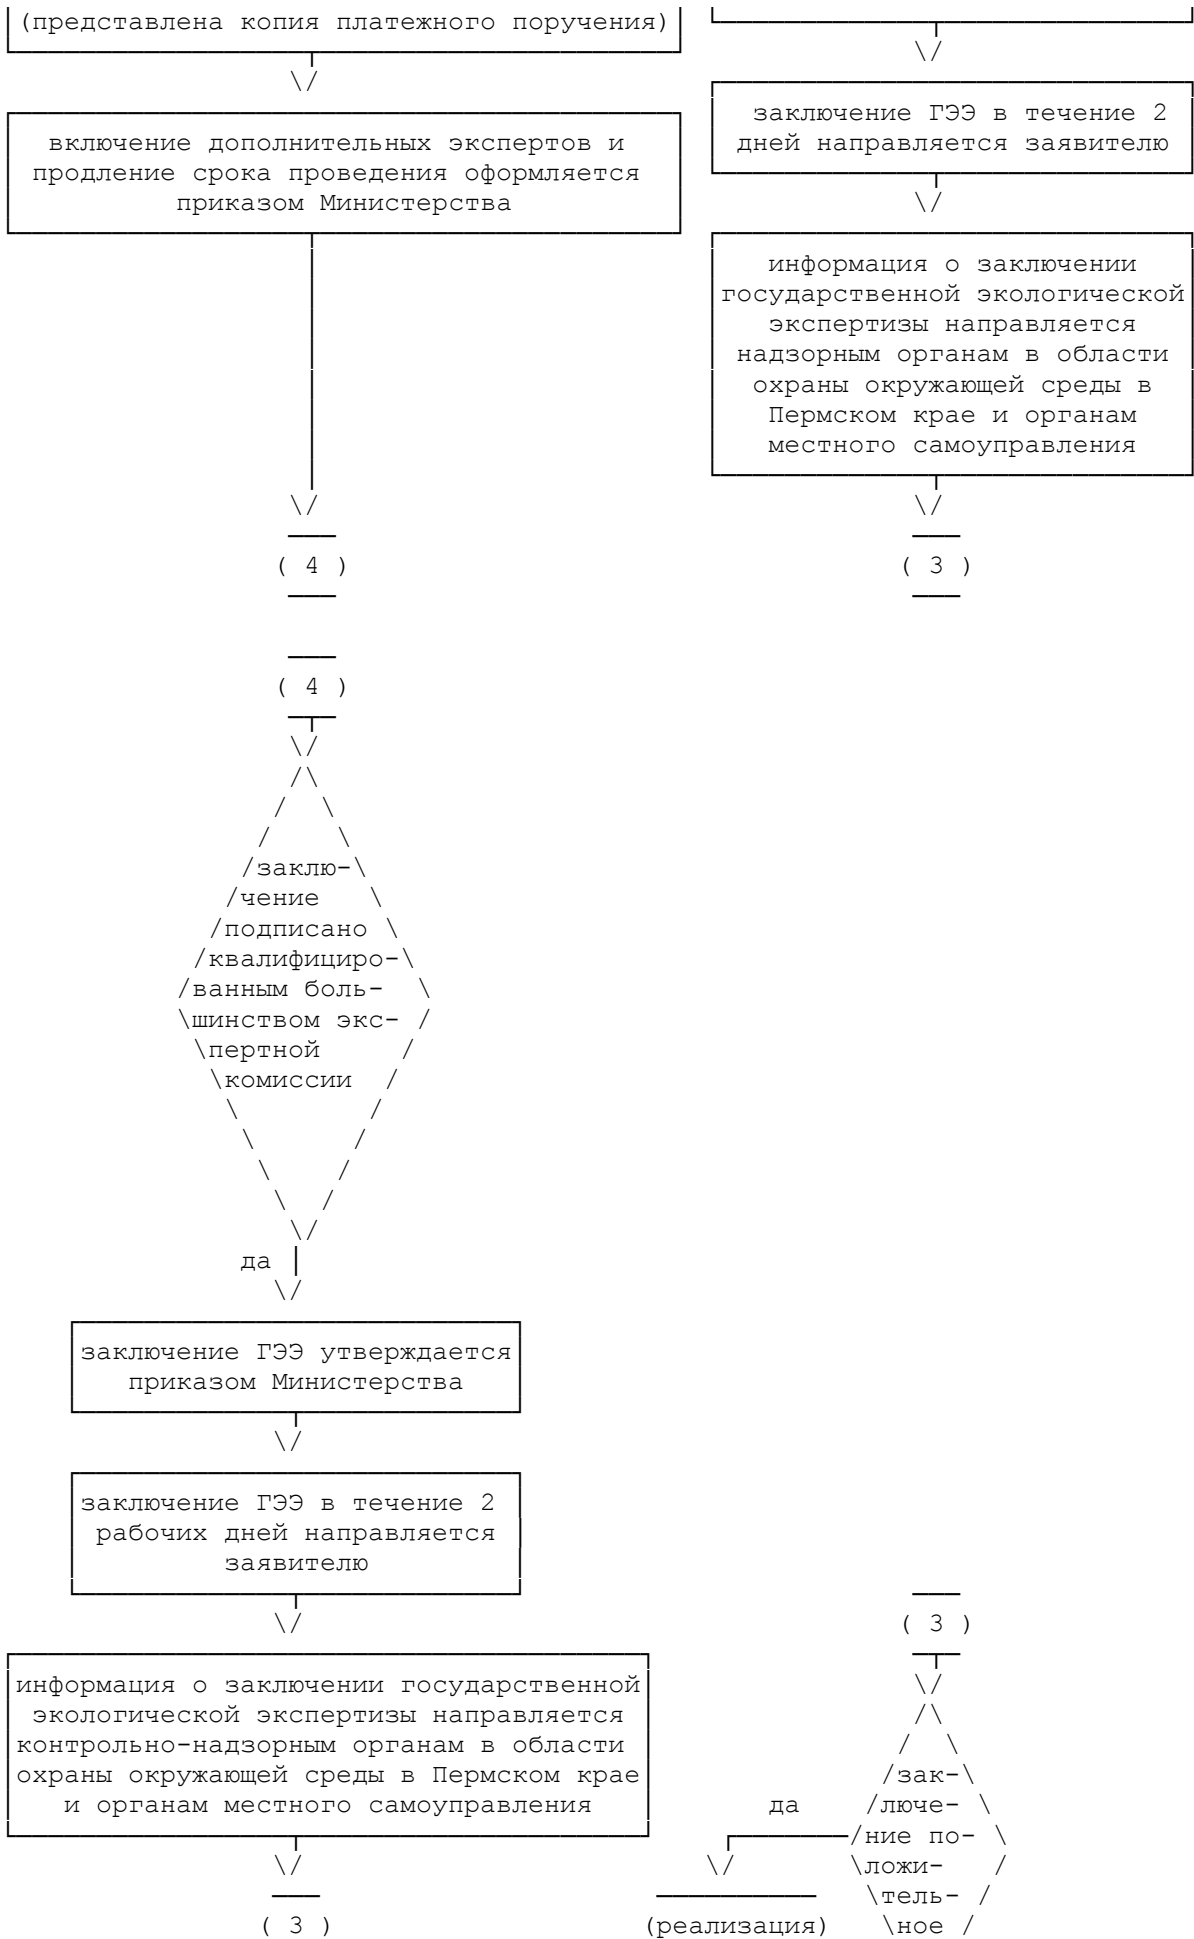 (представлена копия платежного поручения)
включение дополнительных экспертов и
продление срока проведения оформляется
приказом Министерства
( 4 )
заключение ГЭЭ в течение 2
дней направляется заявителю
информация о заключении
государственной экологической
экспертизы направляется
надзорным органам в области
охраны окружающей среды в
Пермском крае и органам
местного самоуправления
( 3 )
( 4 )
заклю-
чение
подписано
квалифициро-
ванным боль-
шинством экс-
пертной
комиссии
да
заключение ГЭЭ утверждается
приказом Министерства
заключение ГЭЭ в течение 2
рабочих дней направляется
заявителю
информация о заключении государственной
экологической экспертизы направляется
контрольно-надзорным органам в области
охраны окружающей среды в Пермском крае
и органам местного самоуправления
( 3 )
( 3 )
зак-
люче-
ние по-
ложи-
тель-
ное
да
(реализация)